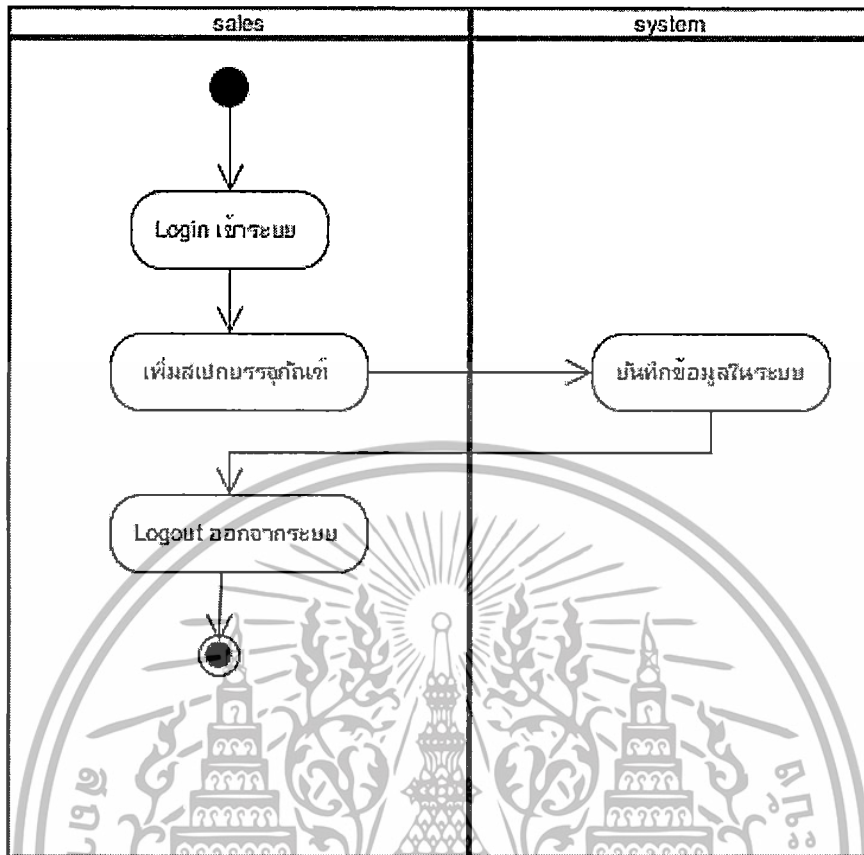 sales
system
Login เข้าระบบ
เพิ่มสเปกบรรจุภัณฑ์
บันทึกข้อมูลในระบบ
Logout ออกจากระบบ